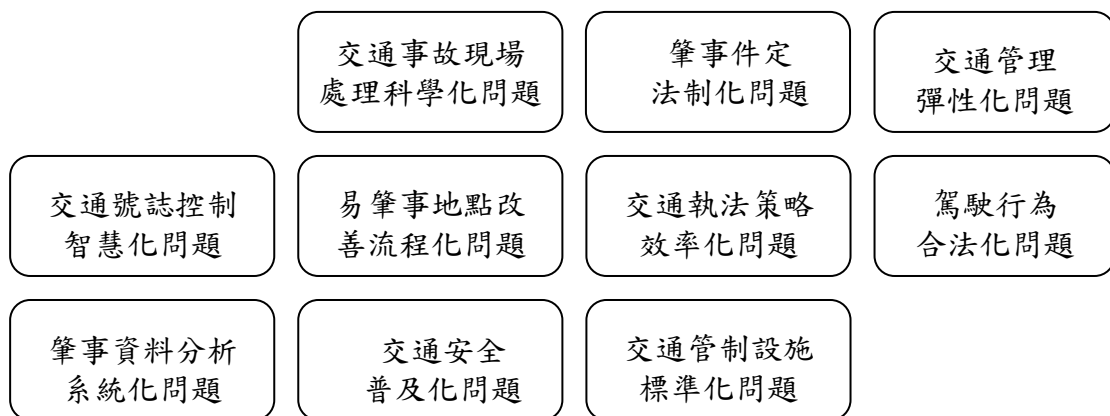 交通事故現場
處理科學化問題
肇事件定
法制化問題
交通管理
彈性化問題
交通號誌控制
智慧化問題
易肇事地點改
善流程化問題
交通執法策略
效率化問題
駕駛行為
合法化問題
肇事資料分析
系統化問題
交通安全
普及化問題
交通管制設施
標準化問題